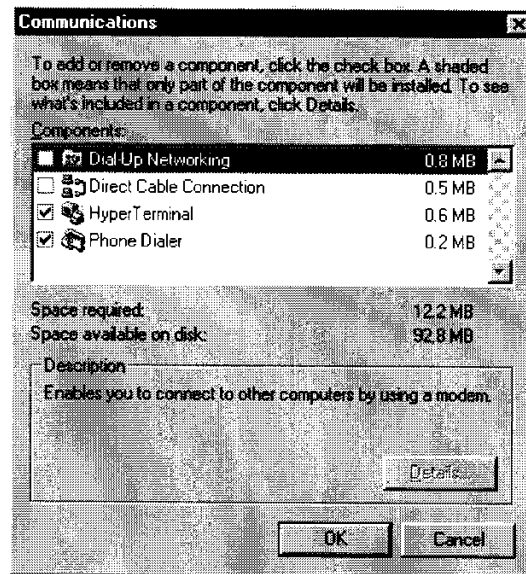 Communications
To add or remove a component, click the check box. A shaded
box means that only part of the component will be installed. To see
what's included in a component, click Details.
Components:
Dial-Up Networking 0.8 MB
Direct Cable Connection 0.5 MB
HyperTerminal 0.6 MB
Phone Dialer 0.2 MB
Space required: 12.2 MB
Space available on disk: 92.8 MB
Description
Enables you to connect to other computers by using a modem.
Details...
OK Cancel